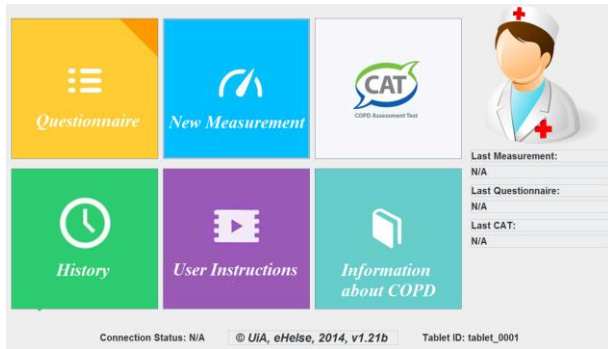 Questionnaire
New Measurement
CAT
COPD Assessment Test
Last Measurement:
N/A
Last Questionnaire:
N/A
Last CAT:
N/A
History
User Instructions
Information
about COPD
Connection Status: N/A
© UiA, eHelse, 2014, v1.21b
Tablet ID: tablet_0001